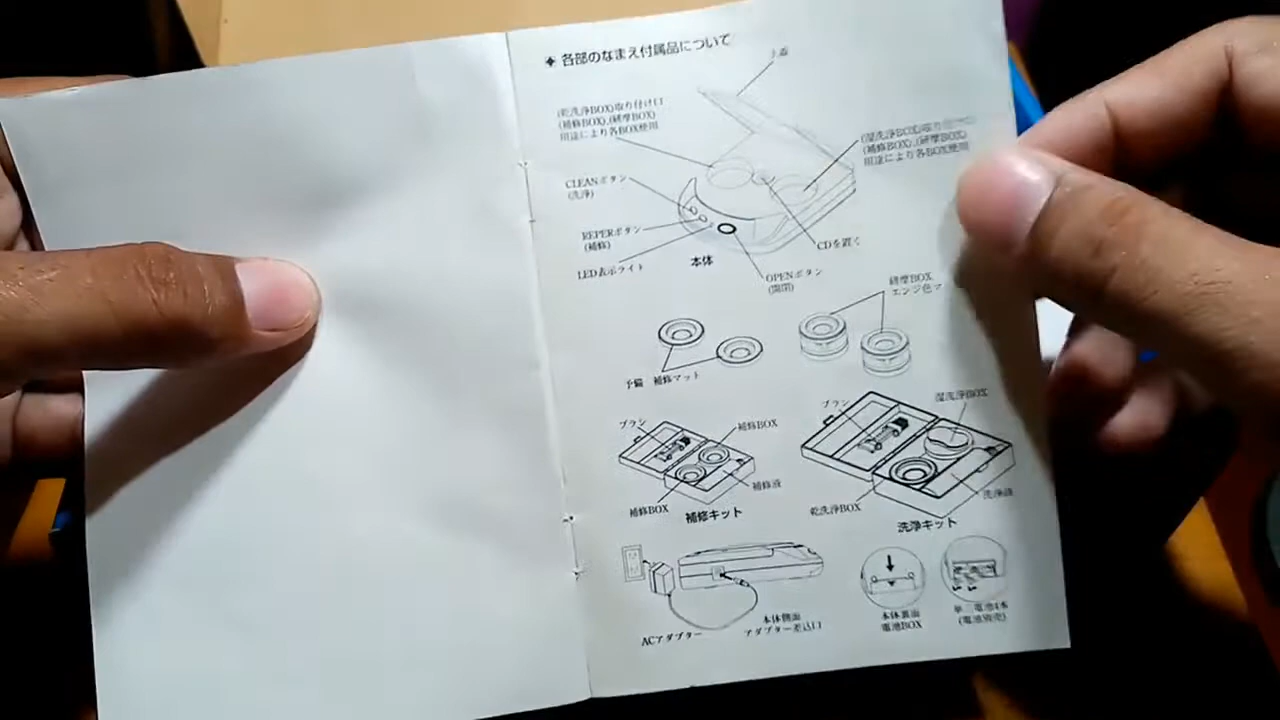 ✦ 各部のなまえ付属品について
上蓋
(乾洗浄BOX)取り付け口
(補修BOX)、(研摩BOX)
用途により各BOX使用
(湿洗浄BOX)取り付け口
(補修BOX)、(研摩BOX)
用途により各BOX使用
CLEANボタン
(洗浄)
REPERボタン
(補修)
LED表示ライト
本体
OPENボタン
(開閉)
CDを置く
研摩BOX
エンジ色マ
予備 補修マット
ブラシ
補修BOX
補修液
補修BOX
補修キット
ブラシ
湿洗浄BOX
洗浄液
乾洗浄BOX
洗浄キット
ACアダプター
本体側面
アダプター差込口
本体裏面
電池BOX
電池4本
(電池別売)